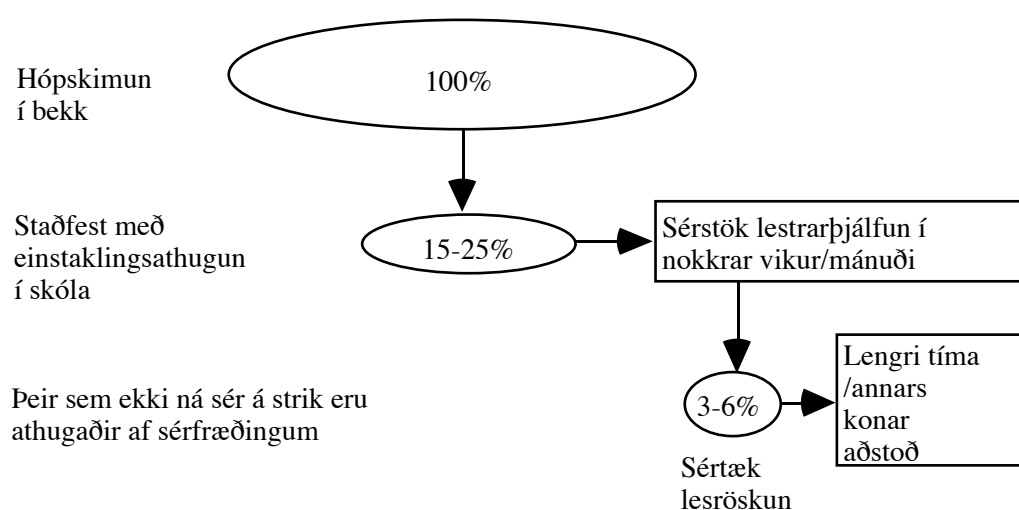 Hópskimun
í bekk
100%
Staðfest með
einstaklingsathugun
í skóla
15-25%
Sérstök lestrarþjálfun í
nokkrar vikur/mánuði
Þeir sem ekki ná sér á strik eru
athugaðir af sérfræðingum
3-6%
Lengri tíma
/annars
konar
aðstoð
Sértæk
lesröskun